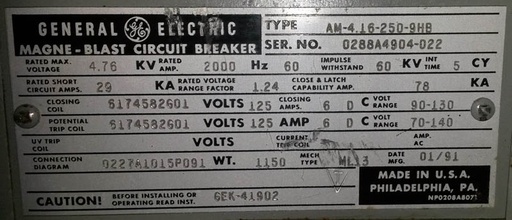 GENERAL GE ELECTRIC TYPE AM-4.16-250-9HB
MAGNE-BLAST CIRCUIT BREAKER SER. NO. 0288A4904-022
RATED MAX. VOLTAGE 4.76 KV RATED AMP. 2000 Hz 60 IMPULSE WITHSTAND 60 KV INT TIME 5 CY
RATED SHORT CIRCUIT AMPS. 29 KA RATED VOLTAGE RANGE FACTOR 1.24 CLOSE & LATCH CAPABILITY AMP. 78 KA
CLOSING COIL 6174582G01 VOLTS 125 CLOSING AMPS. 6 D C VOLT RANGE 90-130
POTENTIAL TRIP COIL 6174582G01 VOLTS 125 AMP 6 D C VOLT RANGE 70-140
UV TRIP COIL VOLTS CURRENT TRIP COIL AMP. AC
CONNECTION DIAGRAM 0227A1015P091 WT. 1150 MECH TYPE ML13 DATE MFG. 01/91
CAUTION! BEFORE INSTALLING OR OPERATING READ INST. GEK-41902
MADE IN U.S.A.
PHILADELPHIA, PA.
NP0208A8071